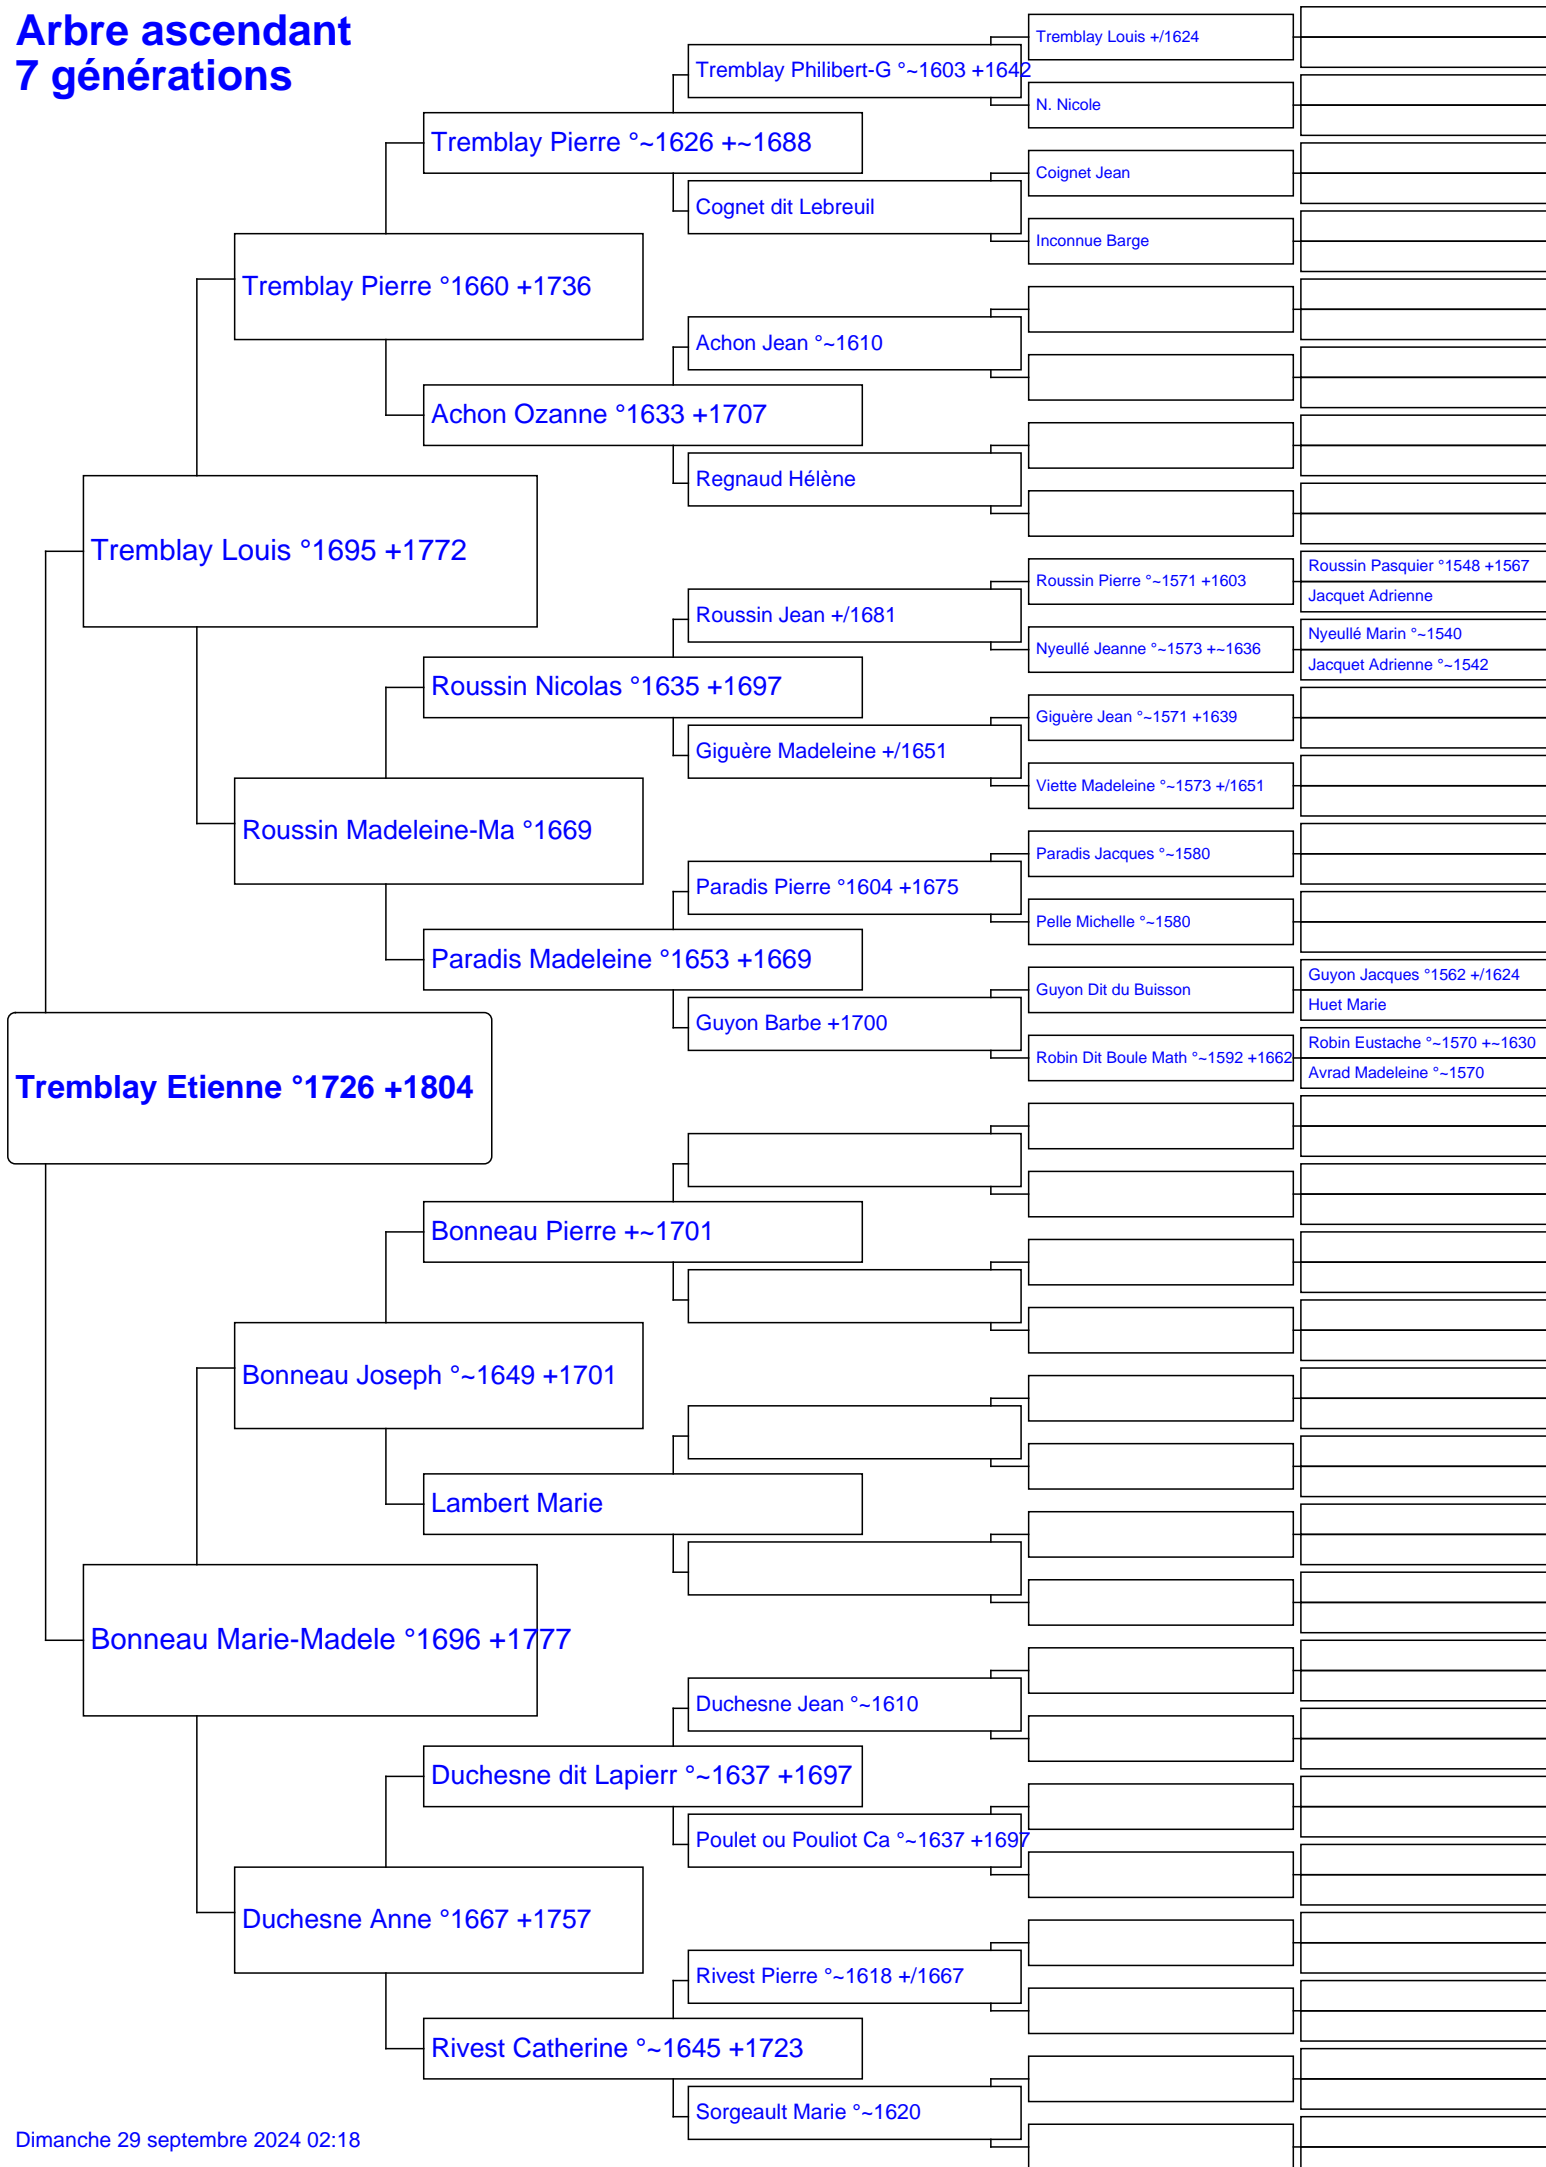 Arbre ascendant
7 générations
Tremblay Louis +/1624
Tremblay Philibert-G °~1603 +1642
N. Nicole
Tremblay Pierre °~1626 +~1688
Coignet Jean
Cognet dit Lebreuil
Inconnue Barge
Tremblay Pierre °1660 +1736
Achon Jean °~1610
Achon Ozanne °1633 +1707
Regnaud Hélène
Tremblay Louis °1695 +1772
Roussin Pasquier °1548 +1567
Roussin Pierre °~1571 +1603
Jacquet Adrienne
Roussin Jean +/1681
Nyeullé Marin °~1540
Nyeullé Jeanne °~1573 +~1636
Jacquet Adrienne °~1542
Roussin Nicolas °1635 +1697
Giguère Jean °~1571 +1639
Giguère Madeleine +/1651
Viette Madeleine °~1573 +/1651
Roussin Madeleine-Ma °1669
Paradis Jacques °~1580
Paradis Pierre °1604 +1675
Pelle Michelle °~1580
Paradis Madeleine °1653 +1669
Guyon Jacques °1562 +/1624
Guyon Dit du Buisson
Huet Marie
Guyon Barbe +1700
Robin Eustache °~1570 +~1630
Robin Dit Boule Math °~1592 +1662
Avrad Madeleine °~1570
Tremblay Etienne °1726 +1804
Bonneau Pierre +~1701
Bonneau Joseph °~1649 +1701
Lambert Marie
Bonneau Marie-Madele °1696 +1777
Duchesne Jean °~1610
Duchesne dit Lapierr °~1637 +1697
Poulet ou Pouliot Ca °~1637 +1697
Duchesne Anne °1667 +1757
Rivest Pierre °~1618 +/1667
Rivest Catherine °~1645 +1723
Sorgeault Marie °~1620
Dimanche 29 septembre 2024 02:18